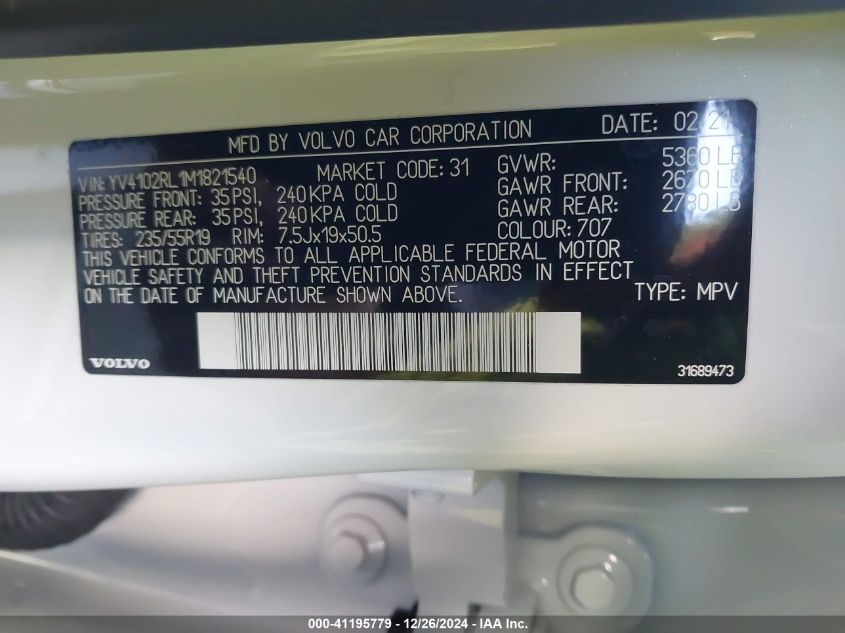 MFD BY VOLVO CAR CORPORATION DATE: 02/21
VIN: YV4102RL1M1821540 MARKET CODE: 31 GVWR: 5360 LB
PRESSURE FRONT: 35PSI, 240KPA COLD GAWR FRONT: 2670 LB
PRESSURE REAR: 35PSI, 240KPA COLD GAWR REAR: 2780 LB
TIRES: 235/55R19 RIM: 7.5Jx19x50.5 COLOUR: 707
THIS VEHICLE CONFORMS TO ALL APPLICABLE FEDERAL MOTOR
VEHICLE SAFETY AND THEFT PREVENTION STANDARDS IN EFFECT
ON THE DATE OF MANUFACTURE SHOWN ABOVE. TYPE: MPV
VOLVO 31689473
000-41195779 - 12/26/2024 - IAA Inc.